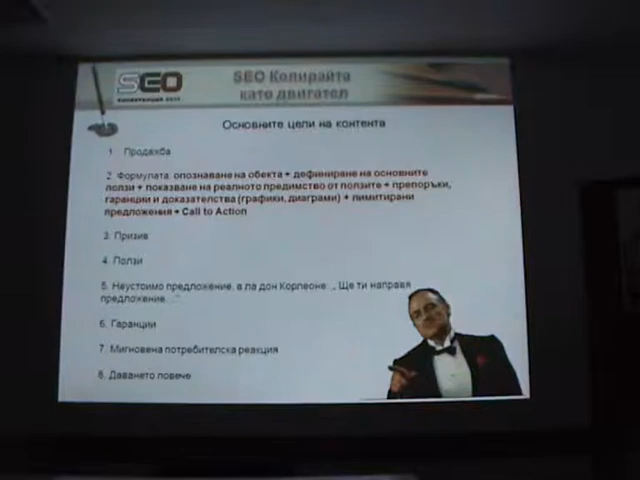 SEO
SEO Копирайта
като двигател
Основните цели на контента
1. Продажба
2. Формулата: опознаване на обекта + дефиниране на основните
ползи + показване на реалното предимство от ползите + препоръки,
гаранции и доказателства (графики, диаграми) + лимитирани
предложения + Call to Action
3. Призив
4. Ползи
5. Неустоимо предложение, а ла дон Корлеоне... Ще ти направя
предложение...
6. Гаранции
7. Мигновена потребителска реакция
8. Даването повече